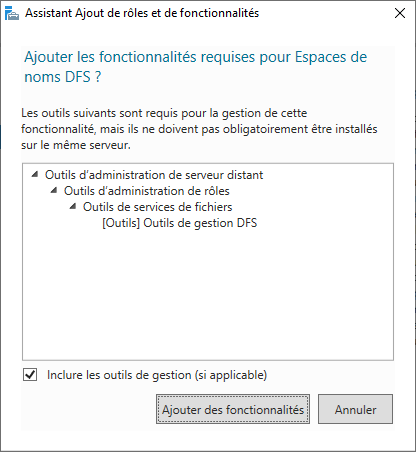 Assistant Ajout de rôles et de fonctionnalités
Ajouter les fonctionnalités requises pour Espaces de
noms DFS ?
Les outils suivants sont requis pour la gestion de cette
fonctionnalité, mais ils ne doivent pas obligatoirement être installés
sur le même serveur.
Outils d'administration de serveur distant
Outils d'administration de rôles
Outils de services de fichiers
[Outils] Outils de gestion DFS
Inclure les outils de gestion (si applicable)
Ajouter des fonctionnalités
Annuler